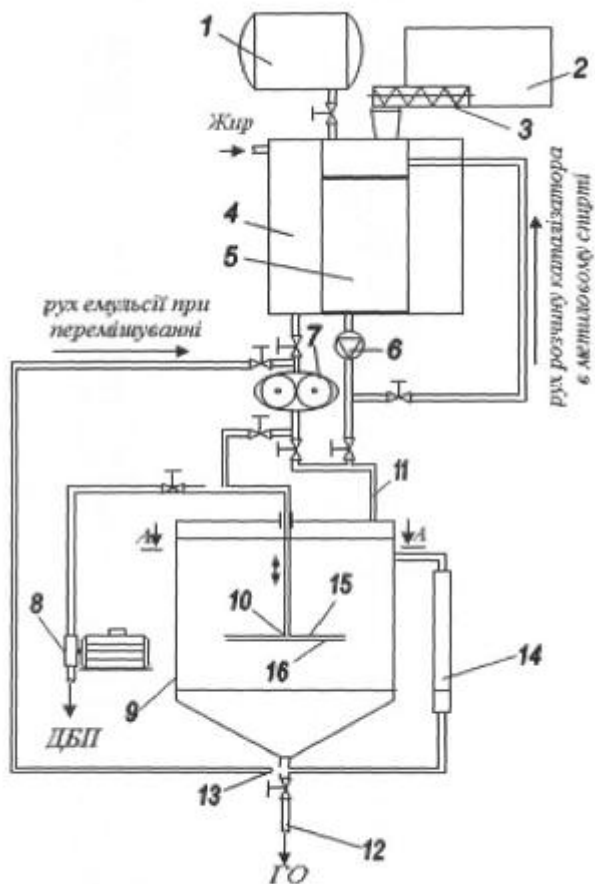 1
2
3
Жир
4
5
рух розчину каталізатора
в метиловому спирті
рух емульсії при
перемішуванні
7
6
11
A
A
8
10
15
16
14
9
ДБП
13
12
ГО